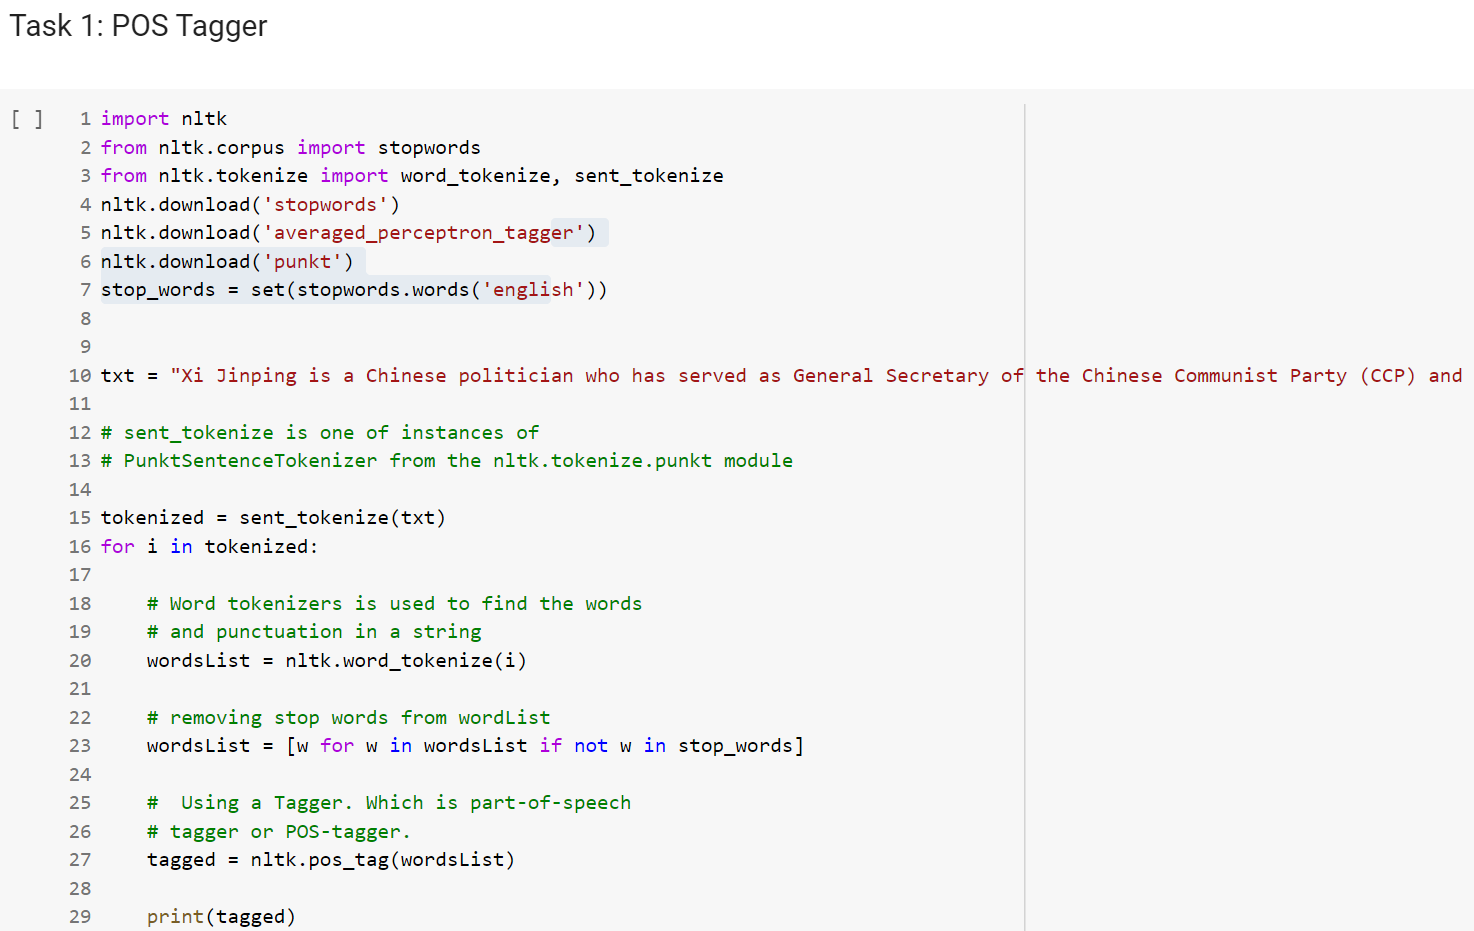 Task 1: POS Tagger
[ ]
1 import nltk
2 from nltk.corpus import stopwords
3 from nltk.tokenize import word_tokenize, sent_tokenize
4 nltk.download('stopwords')
5 nltk.download('averaged_perceptron_tagger')
6 nltk.download('punkt')
7 stop_words = set(stopwords.words('english'))
8
9
10 txt = "Xi Jinping is a Chinese politician who has served as General Secretary of the Chinese Communist Party (CCP) and
11
12 # sent_tokenize is one of instances of
13 # PunktSentenceTokenizer from the nltk.tokenize.punkt module
14
15 tokenized = sent_tokenize(txt)
16 for i in tokenized:
17
18     # Word tokenizers is used to find the words
19     # and punctuation in a string
20     wordsList = nltk.word_tokenize(i)
21
22     # removing stop words from wordList
23     wordsList = [w for w in wordsList if not w in stop_words]
24
25     #  Using a Tagger. Which is part-of-speech
26     # tagger or POS-tagger.
27     tagged = nltk.pos_tag(wordsList)
28
29     print(tagged)